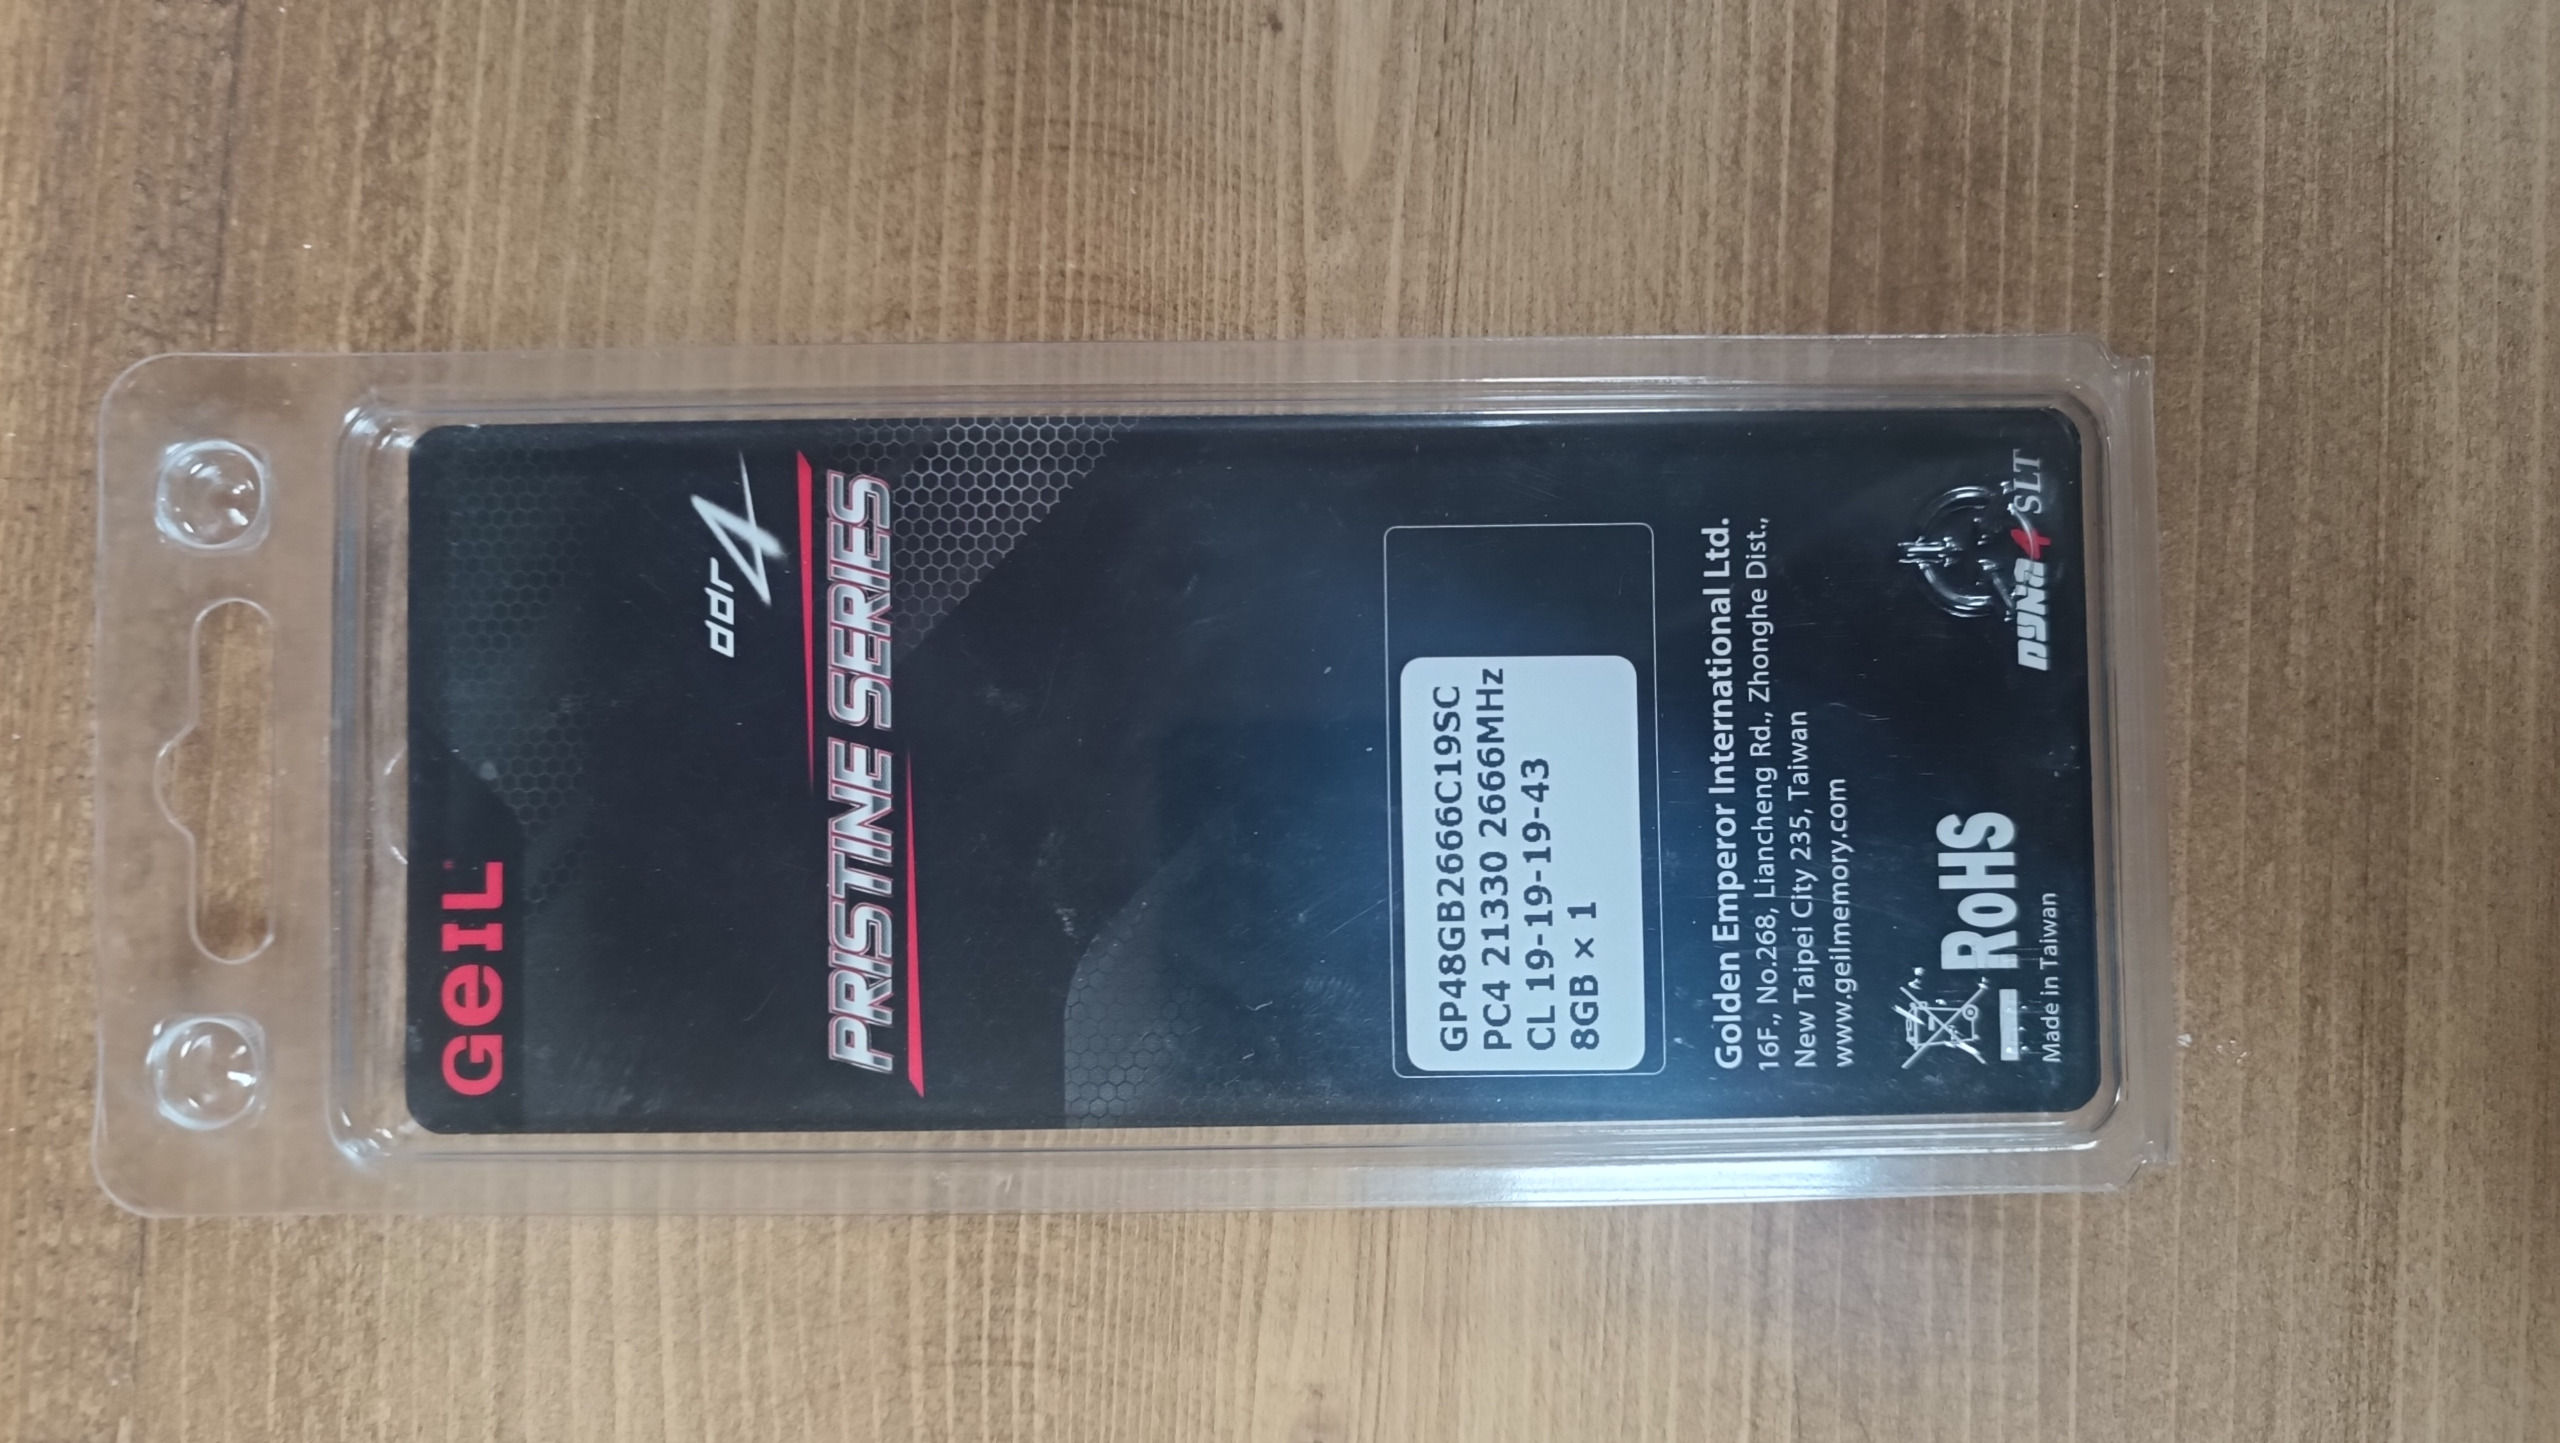 GeIL
ddr4
PRISTINE SERIES
GP48GB2666C19SC
PC4 21330 2666MHz
CL 19-19-19-43
8GB × 1
Golden Emperor International Ltd.
16F., No.268, Liancheng Rd., Zhonghe Dist.,
New Taipei City 235, Taiwan
www.geilmemory.com
RoHS
Made in Taiwan
DYNA4 SLT